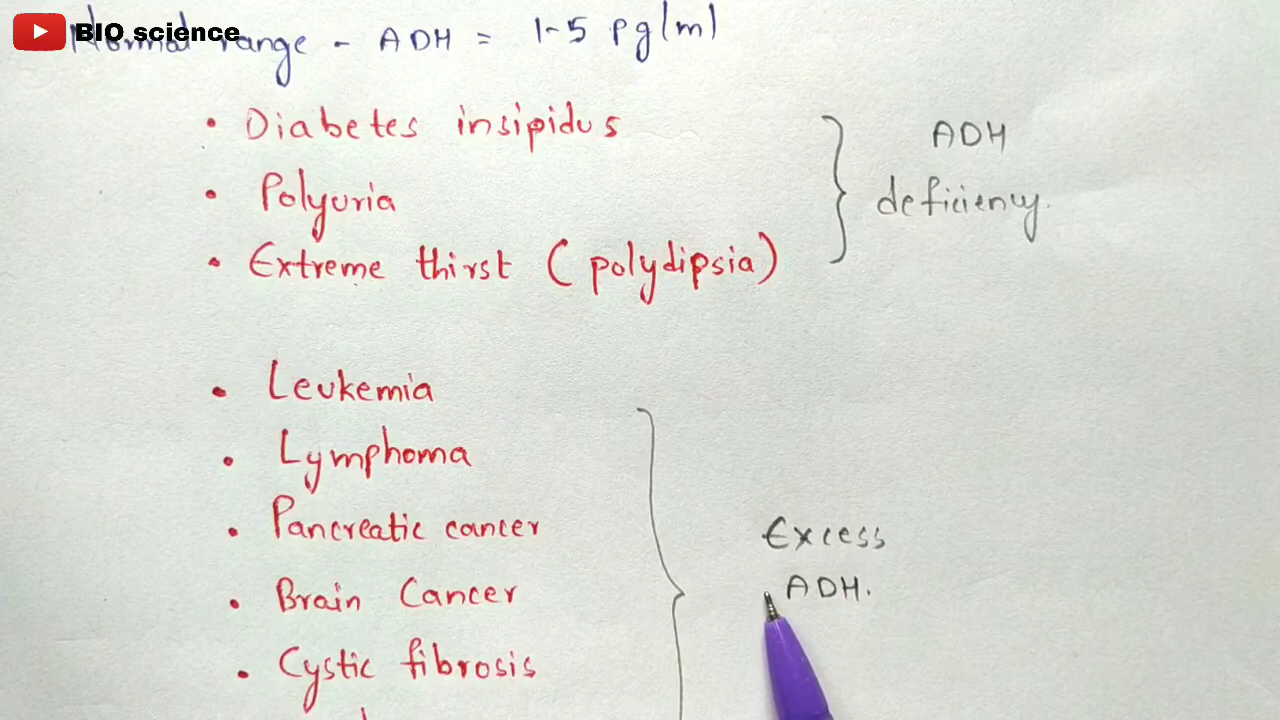 BIO science
Normal range - ADH = 1-5 pg/ml
• Diabetes insipidus
• Polyuria
• Extreme thirst (polydipsia)
ADH
deficiency.
• Leukemia
• Lymphoma
• Pancreatic cancer
• Brain Cancer
• Cystic fibrosis
Excess
ADH.